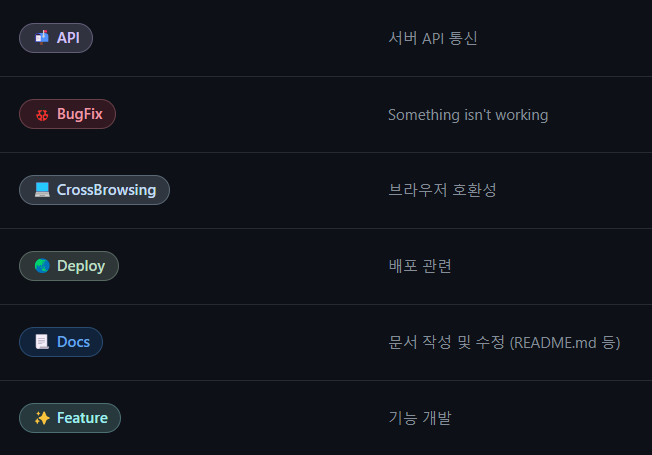 📬 API 서버 API 통신
🐞 BugFix Something isn't working
💻 CrossBrowsing 브라우저 호환성
🌏 Deploy 배포 관련
📃 Docs 문서 작성 및 수정 (README.md 등)
✨ Feature 기능 개발